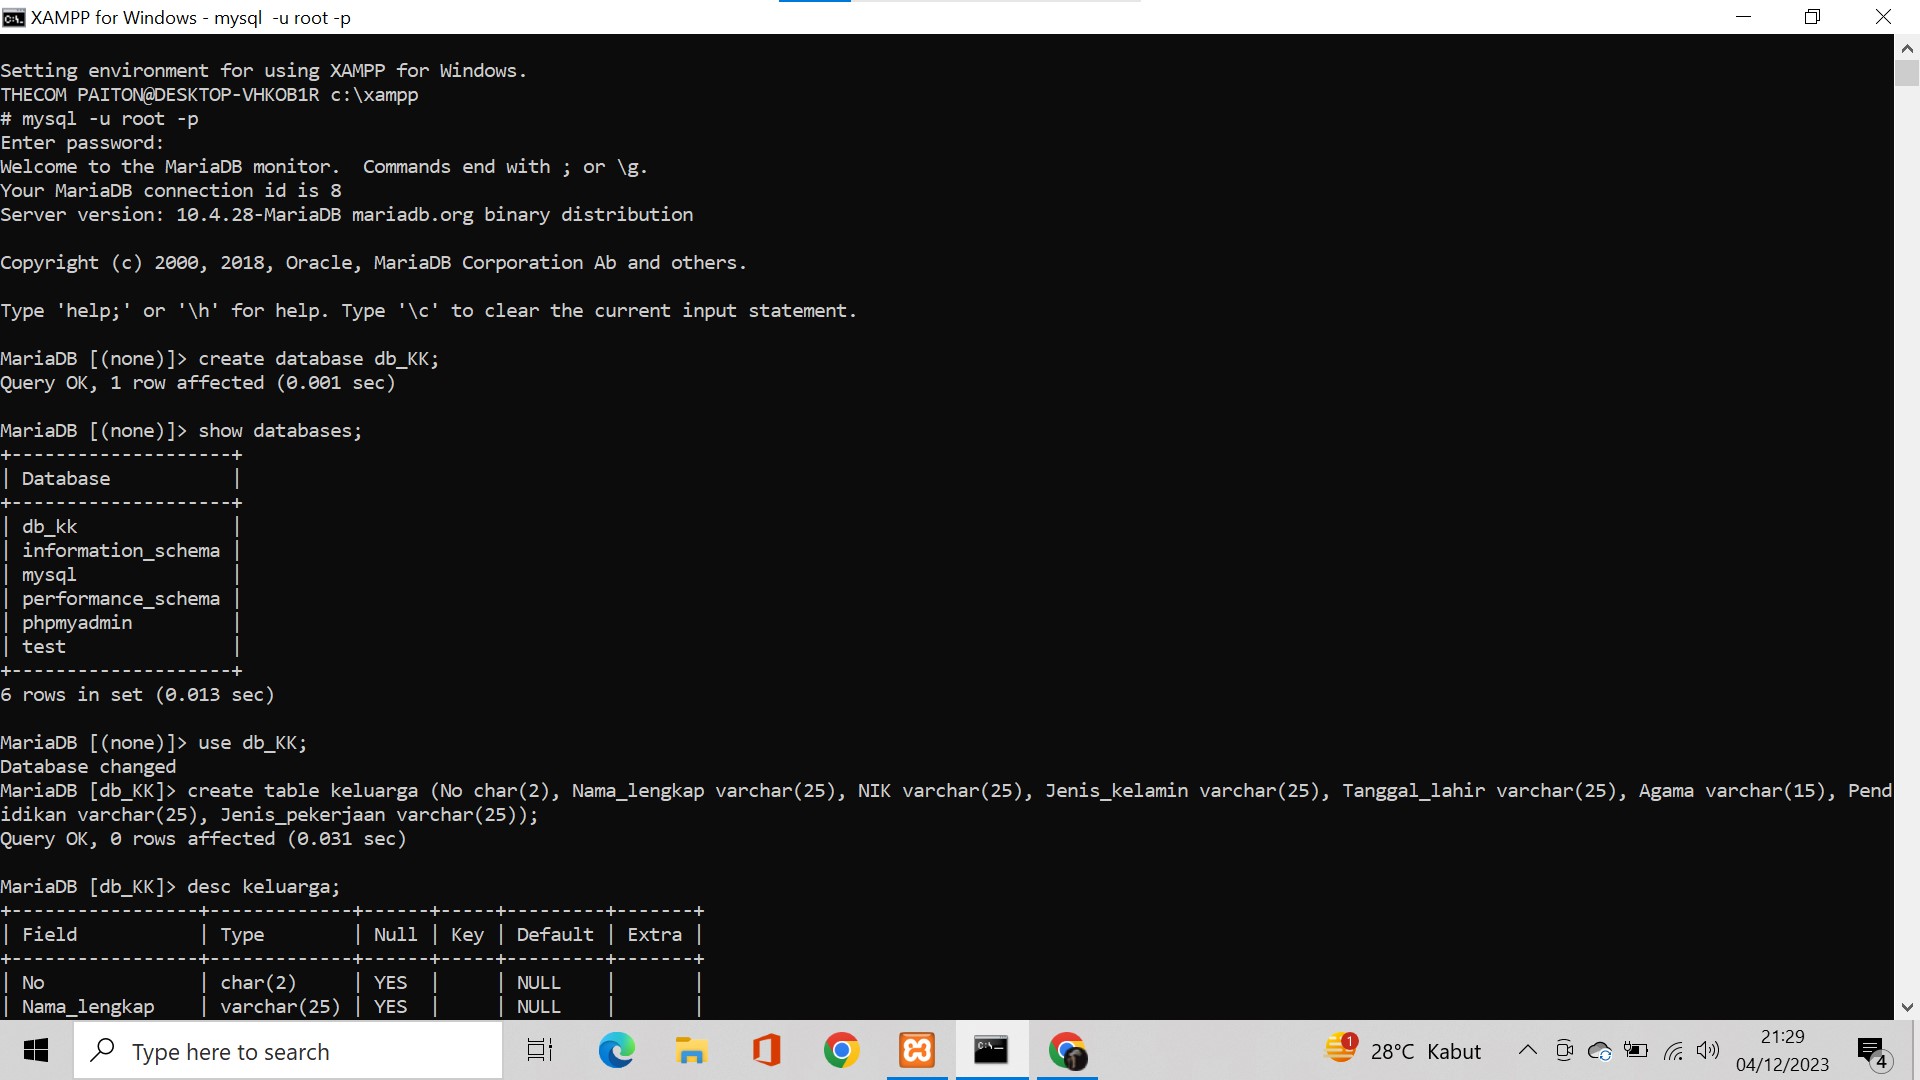 XAMPP for Windows - mysql  -u root -p
Setting environment for using XAMPP for Windows.
THECOM PAITON@DESKTOP-VHKOB1R c:\xampp
# mysql -u root -p
Enter password:
Welcome to the MariaDB monitor.  Commands end with ; or \g.
Your MariaDB connection id is 8
Server version: 10.4.28-MariaDB mariadb.org binary distribution
Copyright (c) 2000, 2018, Oracle, MariaDB Corporation Ab and others.
Type 'help;' or '\h' for help. Type '\c' to clear the current input statement.
MariaDB [(none)]> create database db_KK;
Query OK, 1 row affected (0.001 sec)
MariaDB [(none)]> show databases;
+--------------------+
| Database           |
+--------------------+
| db_kk              |
| information_schema |
| mysql              |
| performance_schema |
| phpmyadmin         |
| test               |
+--------------------+
6 rows in set (0.013 sec)
MariaDB [(none)]> use db_KK;
Database changed
MariaDB [db_KK]> create table keluarga (No char(2), Nama_lengkap varchar(25), NIK varchar(25), Jenis_kelamin varchar(25), Tanggal_lahir varchar(25), Agama varchar(15), Pend
idikan varchar(25), Jenis_pekerjaan varchar(25));
Query OK, 0 rows affected (0.031 sec)
MariaDB [db_KK]> desc keluarga;
+-----------------+-------------+------+-----+---------+-------+
| Field           | Type        | Null | Key | Default | Extra |
+-----------------+-------------+------+-----+---------+-------+
| No              | char(2)     | YES  |     | NULL    |       |
| Nama_lengkap    | varchar(25) | YES  |     | NULL    |       |
Type here to search
1
28°C Kabut
21:29
04/12/2023
4